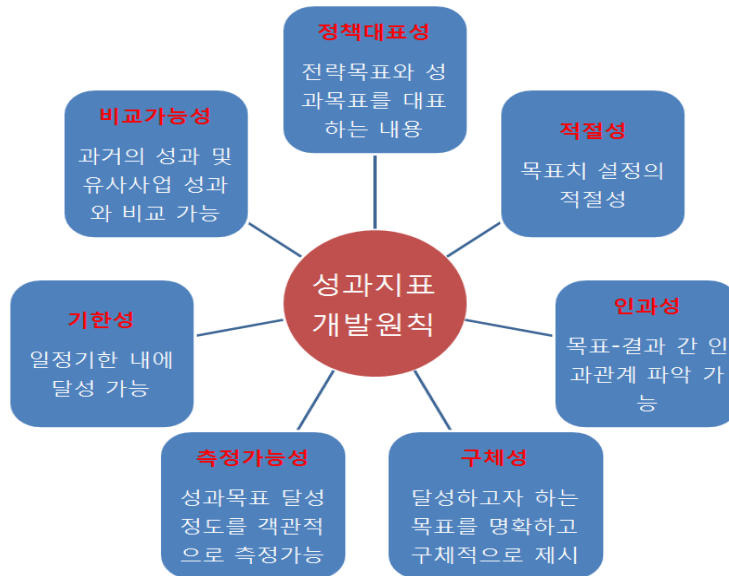 정책대표성
전략목표와 성
과목표를 대표
하는 내용
비교가능성
과거의 성과 및
유사사업 성과
와 비교 가능
적절성
목표치 설정의
적절성
성과지표
개발원칙
기한성
일정기한 내에
달성 가능
인과성
목표-결과 간 인
과관계 파악 가
능
측정가능성
성과목표 달성
정도를 객관적
으로 측정가능
구체성
달성하고자 하는
목표를 명확하고
구체적으로 제시